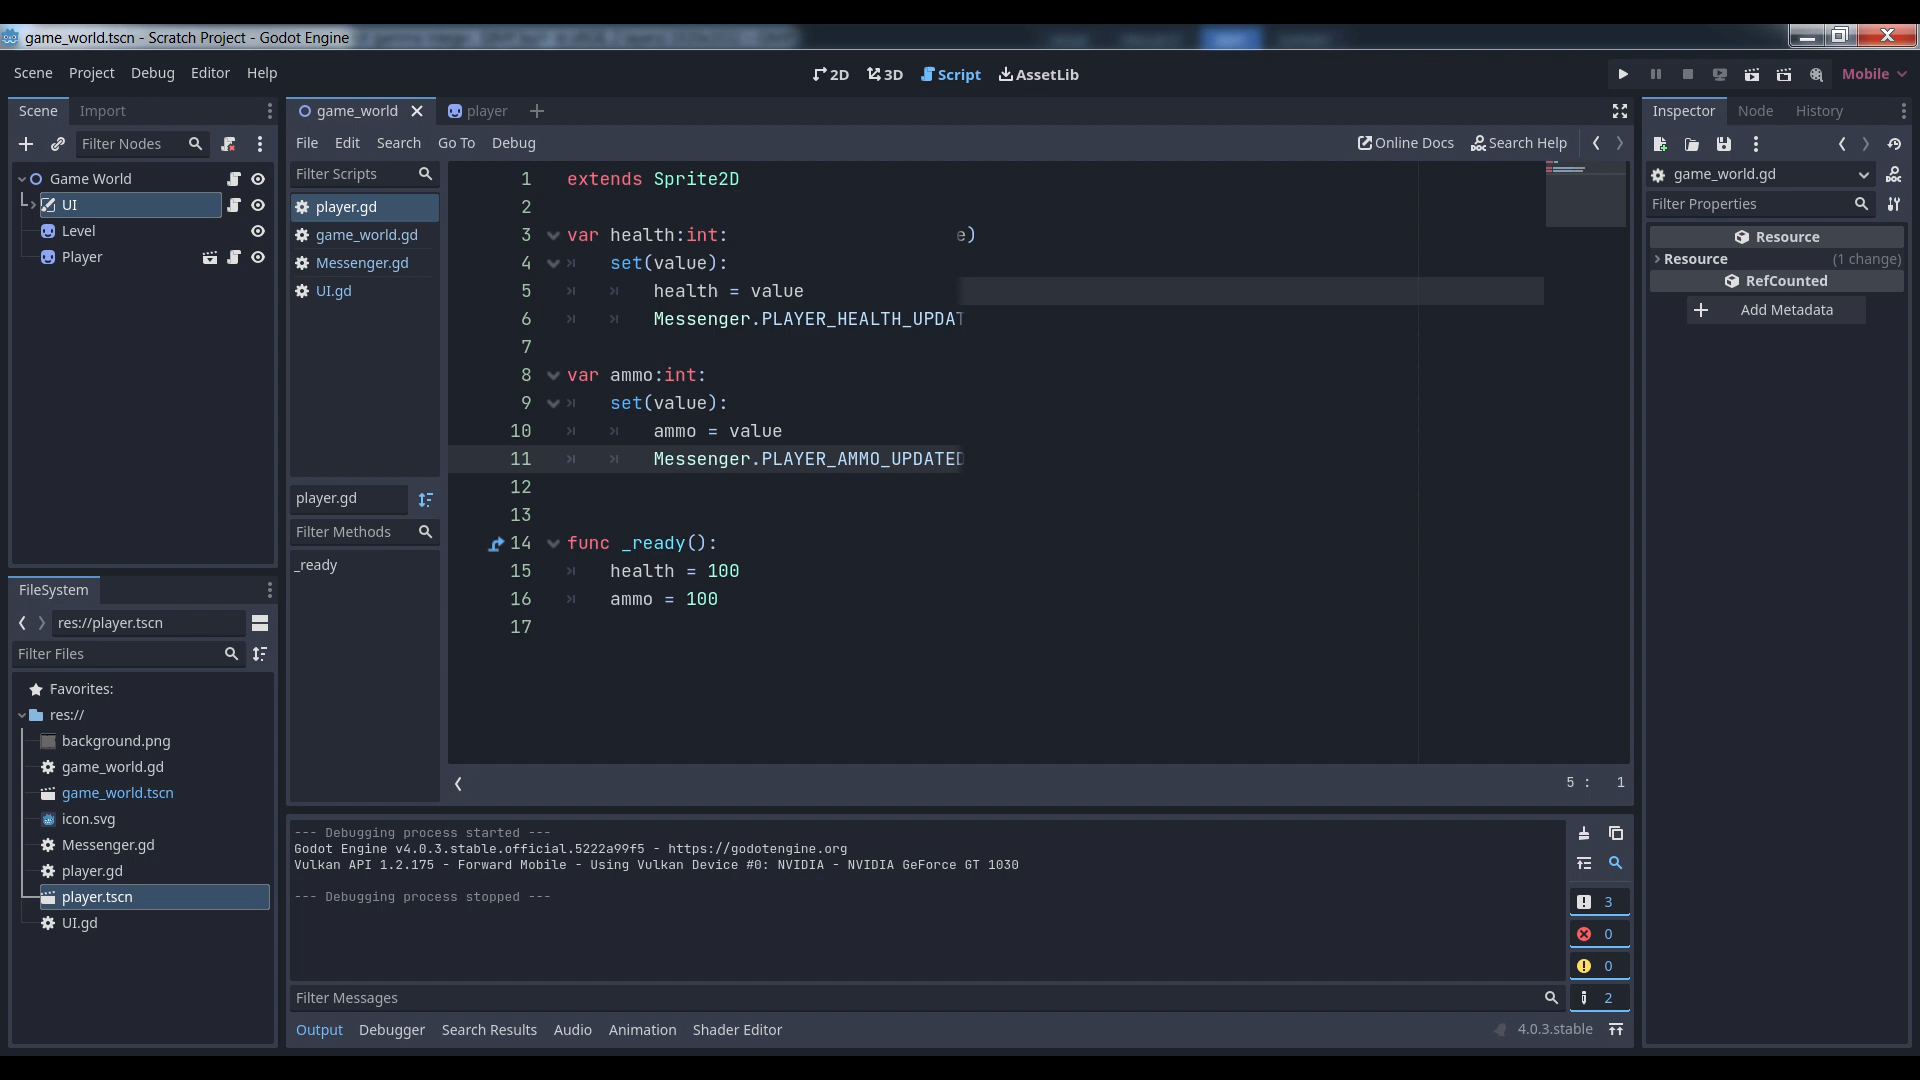 game_world.tscn - Scratch Project - Godot Engine
Scene Project Debug Editor Help
2D 3D Script AssetLib
Mobile
Scene Import
game_world player
Inspector Node History
Filter Nodes
File Edit Search Go To Debug
Online Docs Search Help
Game World
UI
Level
Player
Filter Scripts
player.gd
game_world.gd
Messenger.gd
UI.gd
player.gd
Filter Methods
_ready
1 extends Sprite2D
2
3 var health:int: e)
4 set(value):
5 health = value
6 Messenger.PLAYER_HEALTH_UPDAT
7
8 var ammo:int:
9 set(value):
10 ammo = value
11 Messenger.PLAYER_AMMO_UPDATED
12
13
14 func _ready():
15 health = 100
16 ammo = 100
17
5 : 1
game_world.gd
Filter Properties
Resource
Resource (1 change)
RefCounted
Add Metadata
FileSystem
res://player.tscn
Filter Files
Favorites:
res://
background.png
game_world.gd
game_world.tscn
icon.svg
Messenger.gd
player.gd
player.tscn
UI.gd
--- Debugging process started ---
Godot Engine v4.0.3.stable.official.5222a99f5 - https://godotengine.org
Vulkan API 1.2.175 - Forward Mobile - Using Vulkan Device #0: NVIDIA - NVIDIA GeForce GT 1030
--- Debugging process stopped ---
3
0
0
2
Filter Messages
Output Debugger Search Results Audio Animation Shader Editor
4.0.3.stable